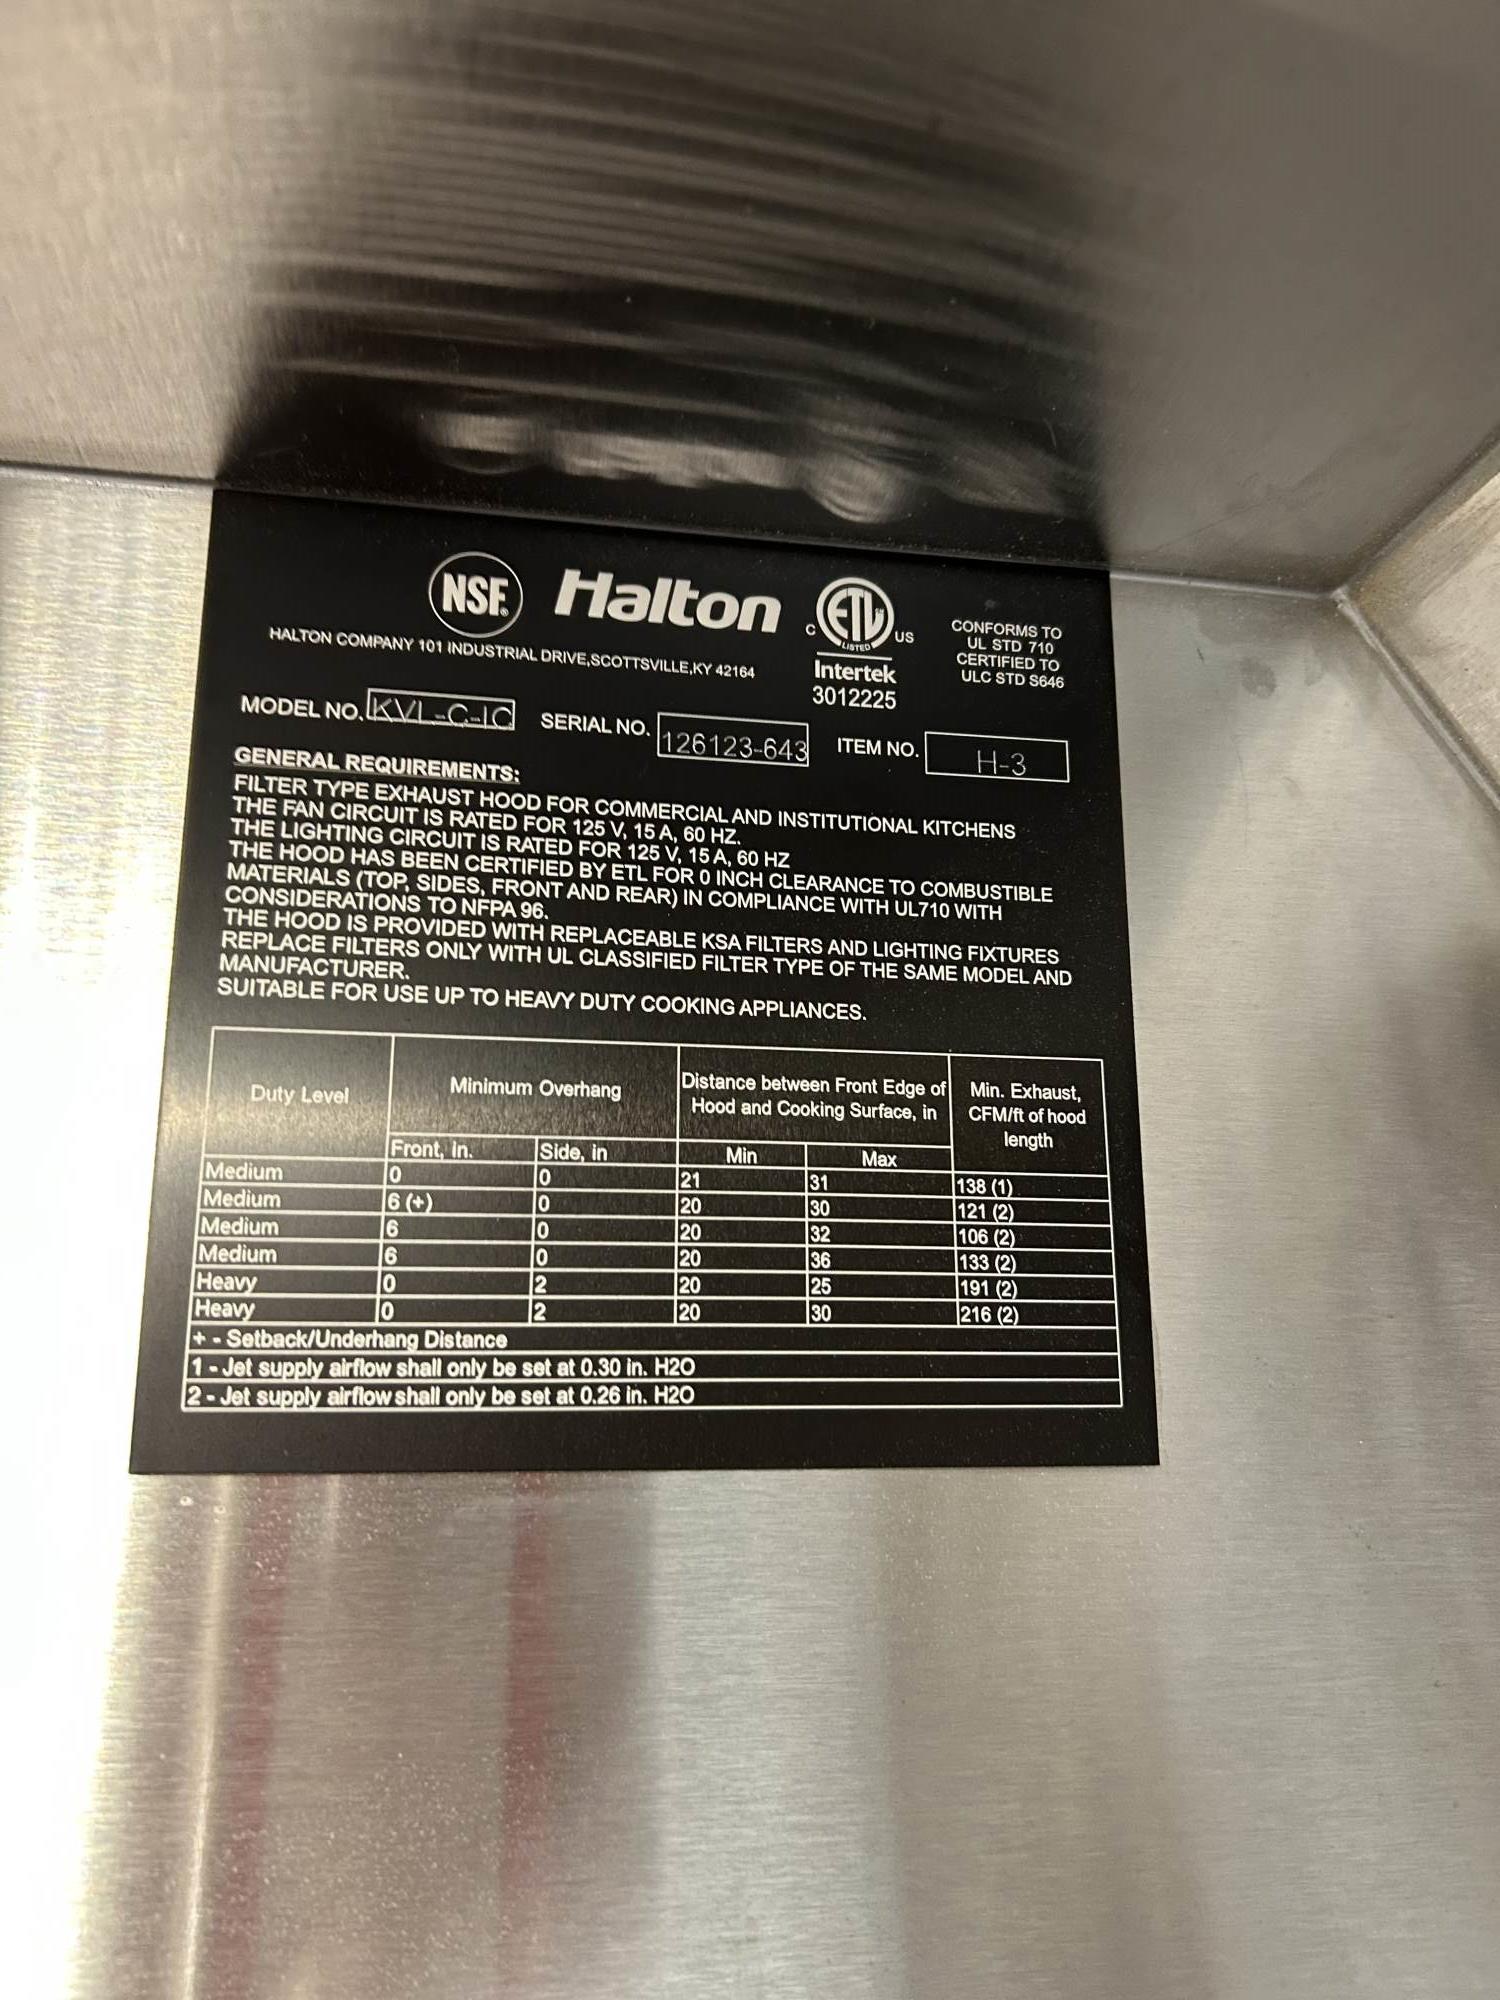 NSF® Halton
C ETL LISTED US
Intertek
3012225
CONFORMS TO
UL STD 710
CERTIFIED TO
ULC STD S646
HALTON COMPANY 101 INDUSTRIAL DRIVE,SCOTTSVILLE,KY 42164
MODEL NO. KVL-C-IC SERIAL NO. 126123-643 ITEM NO. H-3
GENERAL REQUIREMENTS:
FILTER TYPE EXHAUST HOOD FOR COMMERCIAL AND INSTITUTIONAL KITCHENS
THE FAN CIRCUIT IS RATED FOR 125 V, 15 A, 60 HZ.
THE LIGHTING CIRCUIT IS RATED FOR 125 V, 15 A, 60 HZ
THE HOOD HAS BEEN CERTIFIED BY ETL FOR 0 INCH CLEARANCE TO COMBUSTIBLE
MATERIALS (TOP, SIDES, FRONT AND REAR) IN COMPLIANCE WITH UL710 WITH
CONSIDERATIONS TO NFPA 96.
THE HOOD IS PROVIDED WITH REPLACEABLE KSA FILTERS AND LIGHTING FIXTURES
REPLACE FILTERS ONLY WITH UL CLASSIFIED FILTER TYPE OF THE SAME MODEL AND
MANUFACTURER.
SUITABLE FOR USE UP TO HEAVY DUTY COOKING APPLIANCES.
Duty Level
Minimum Overhang
Distance between Front Edge of
Hood and Cooking Surface, in
Min. Exhaust,
CFM/ft of hood
length
Front, in. Side, in Min Max
Medium 0 0 21 31 138 (1)
Medium 6 (+) 0 20 30 121 (2)
Medium 6 0 20 32 106 (2)
Medium 6 0 20 36 133 (2)
Heavy 0 2 20 25 191 (2)
Heavy 0 2 20 30 216 (2)
+ - Setback/Underhang Distance
1 - Jet supply airflow shall only be set at 0.30 in. H2O
2 - Jet supply airflow shall only be set at 0.26 in. H2O